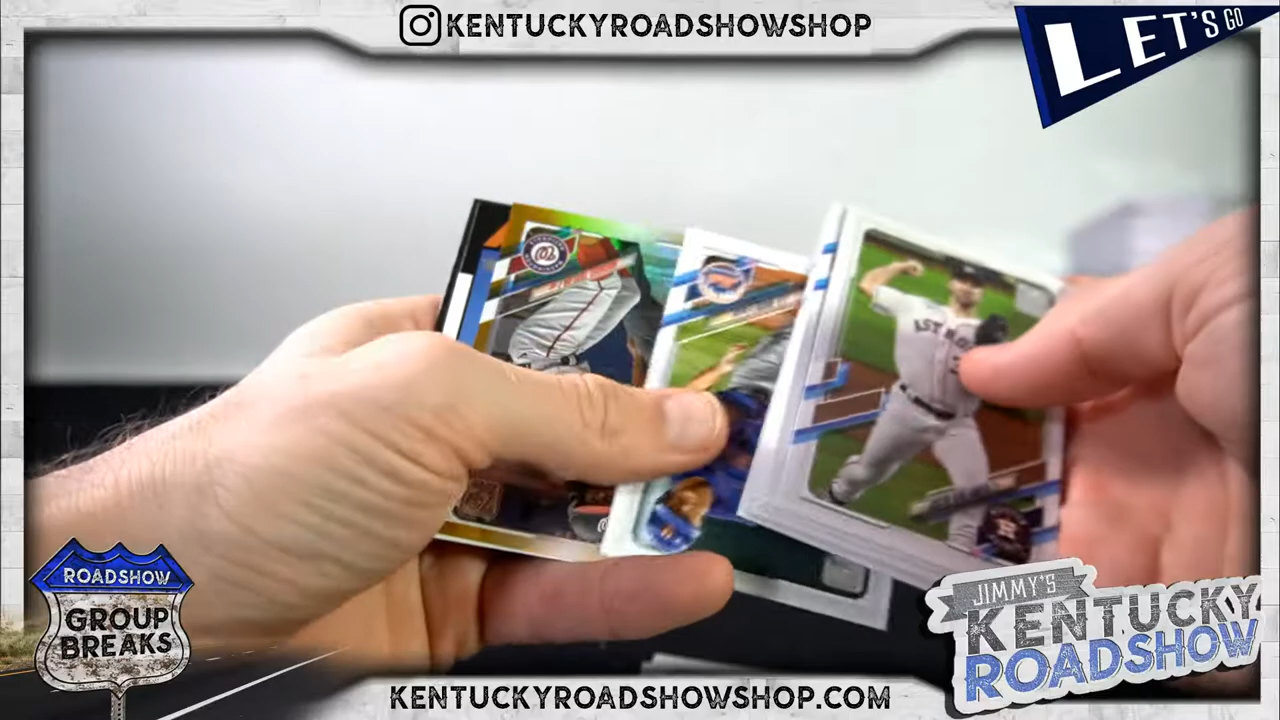 KENTUCKYROADSHOWSHOP
LET'S GO
ROADSHOW
GROUP
BREAKS
JIMMY'S
KENTUCKY
ROADSHOW
KENTUCKYROADSHOWSHOP.COM